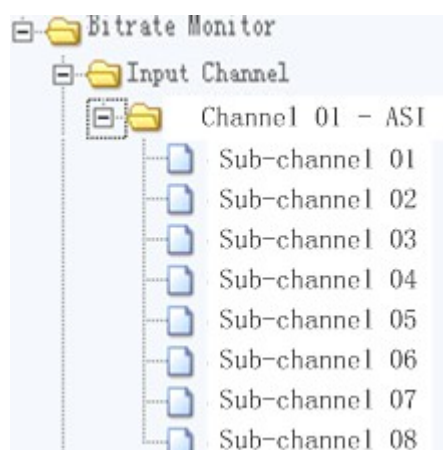 Bitrate Monitor
Input Channel
Channel 01 - ASI
Sub-channel 01
Sub-channel 02
Sub-channel 03
Sub-channel 04
Sub-channel 05
Sub-channel 06
Sub-channel 07
Sub-channel 08